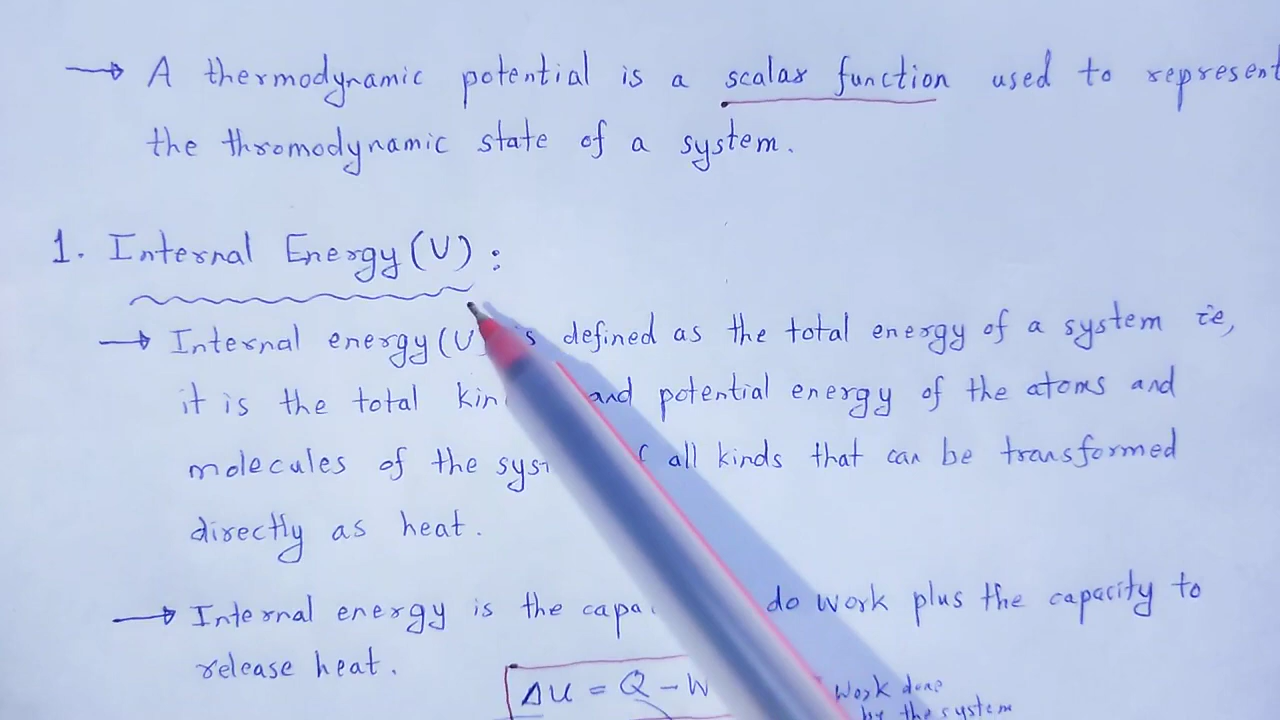 → A thermodynamic potential is a scalar function used to represent
the thromodynamic state of a system.
1. Internal Energy (U) :
→ Internal energy (U) is defined as the total energy of a system ie,
it is the total and potential energy of the atoms and
molecules of the all kinds that can be transformed
directly as heat.
→ Internal energy is the do work plus the capacity to
release heat.
ΔU = Q - W work done
by the system